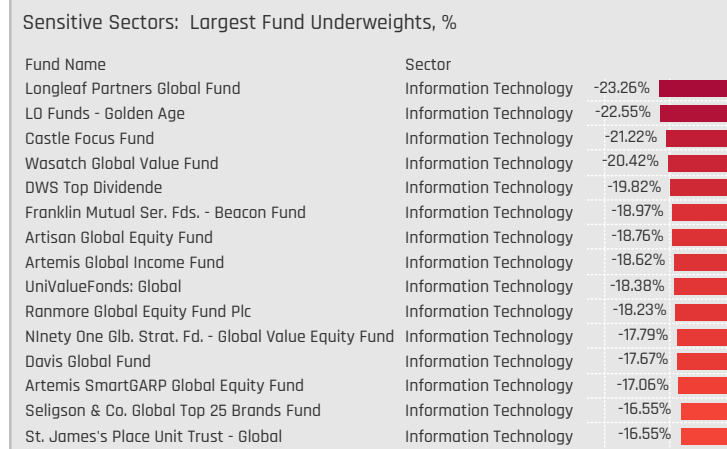 Sensitive Sectors: Largest Fund Underweights, %
Fund Name Sector
Longleaf Partners Global Fund Information Technology -23.26%
LO Funds - Golden Age Information Technology -22.55%
Castle Focus Fund Information Technology -21.22%
Wasatch Global Value Fund Information Technology -20.42%
DWS Top Dividende Information Technology -19.82%
Franklin Mutual Ser. Fds. - Beacon Fund Information Technology -18.97%
Artisan Global Equity Fund Information Technology -18.76%
Artemis Global Income Fund Information Technology -18.62%
UniValueFonds: Global Information Technology -18.38%
Ranmore Global Equity Fund Plc Information Technology -18.23%
NInety One Glb. Strat. Fd. - Global Value Equity Fund Information Technology -17.79%
Davis Global Fund Information Technology -17.67%
Artemis SmartGARP Global Equity Fund Information Technology -17.06%
Seligson & Co. Global Top 25 Brands Fund Information Technology -16.55%
St. James's Place Unit Trust - Global Information Technology -16.55%